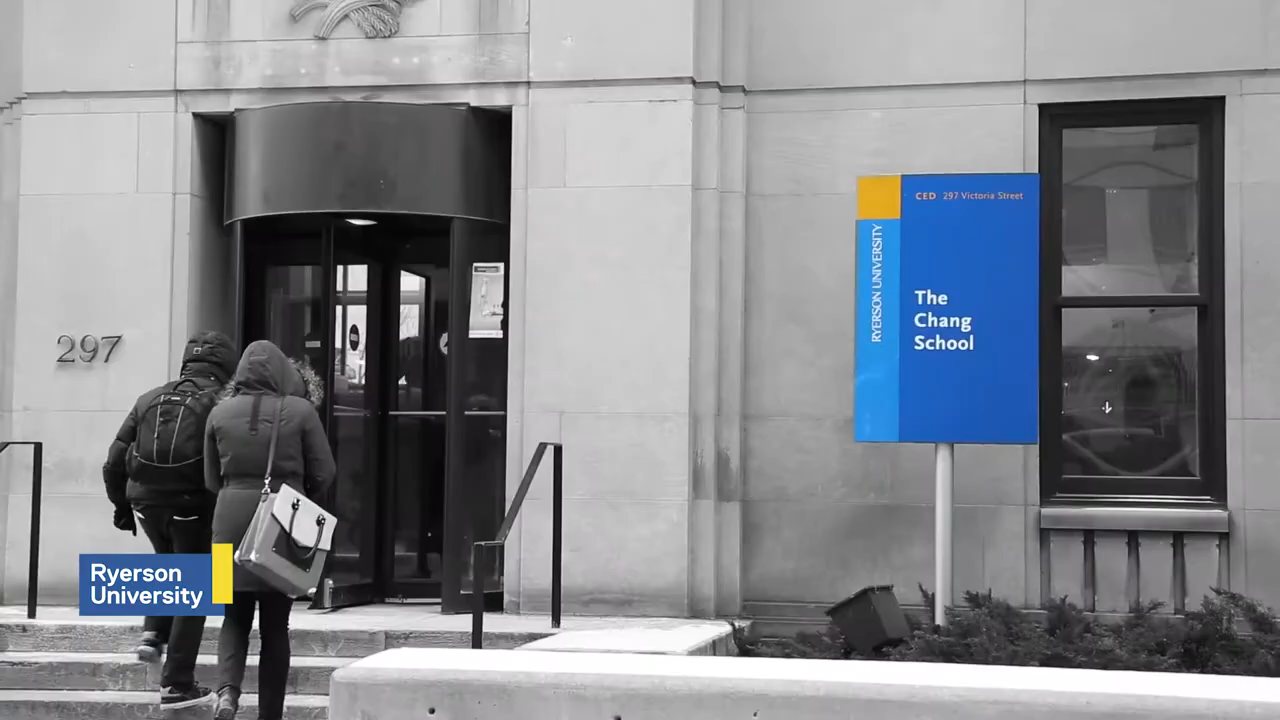 CED 297 Victoria Street
RYERSON UNIVERSITY
The
Chang
School
297
Ryerson
University